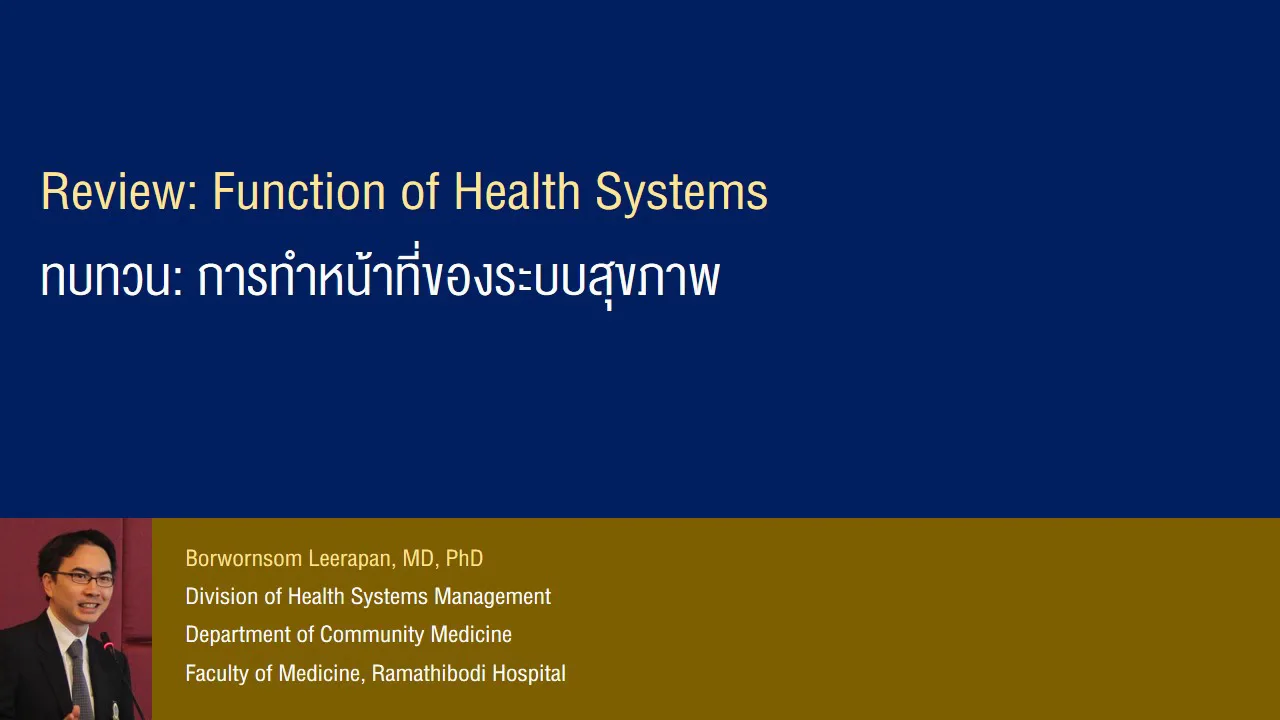 Review: Function of Health Systems
ทบทวน: การทำหน้าที่ของระบบสุขภาพ
Borwornsom Leerapan, MD, PhD
Division of Health Systems Management
Department of Community Medicine
Faculty of Medicine, Ramathibodi Hospital